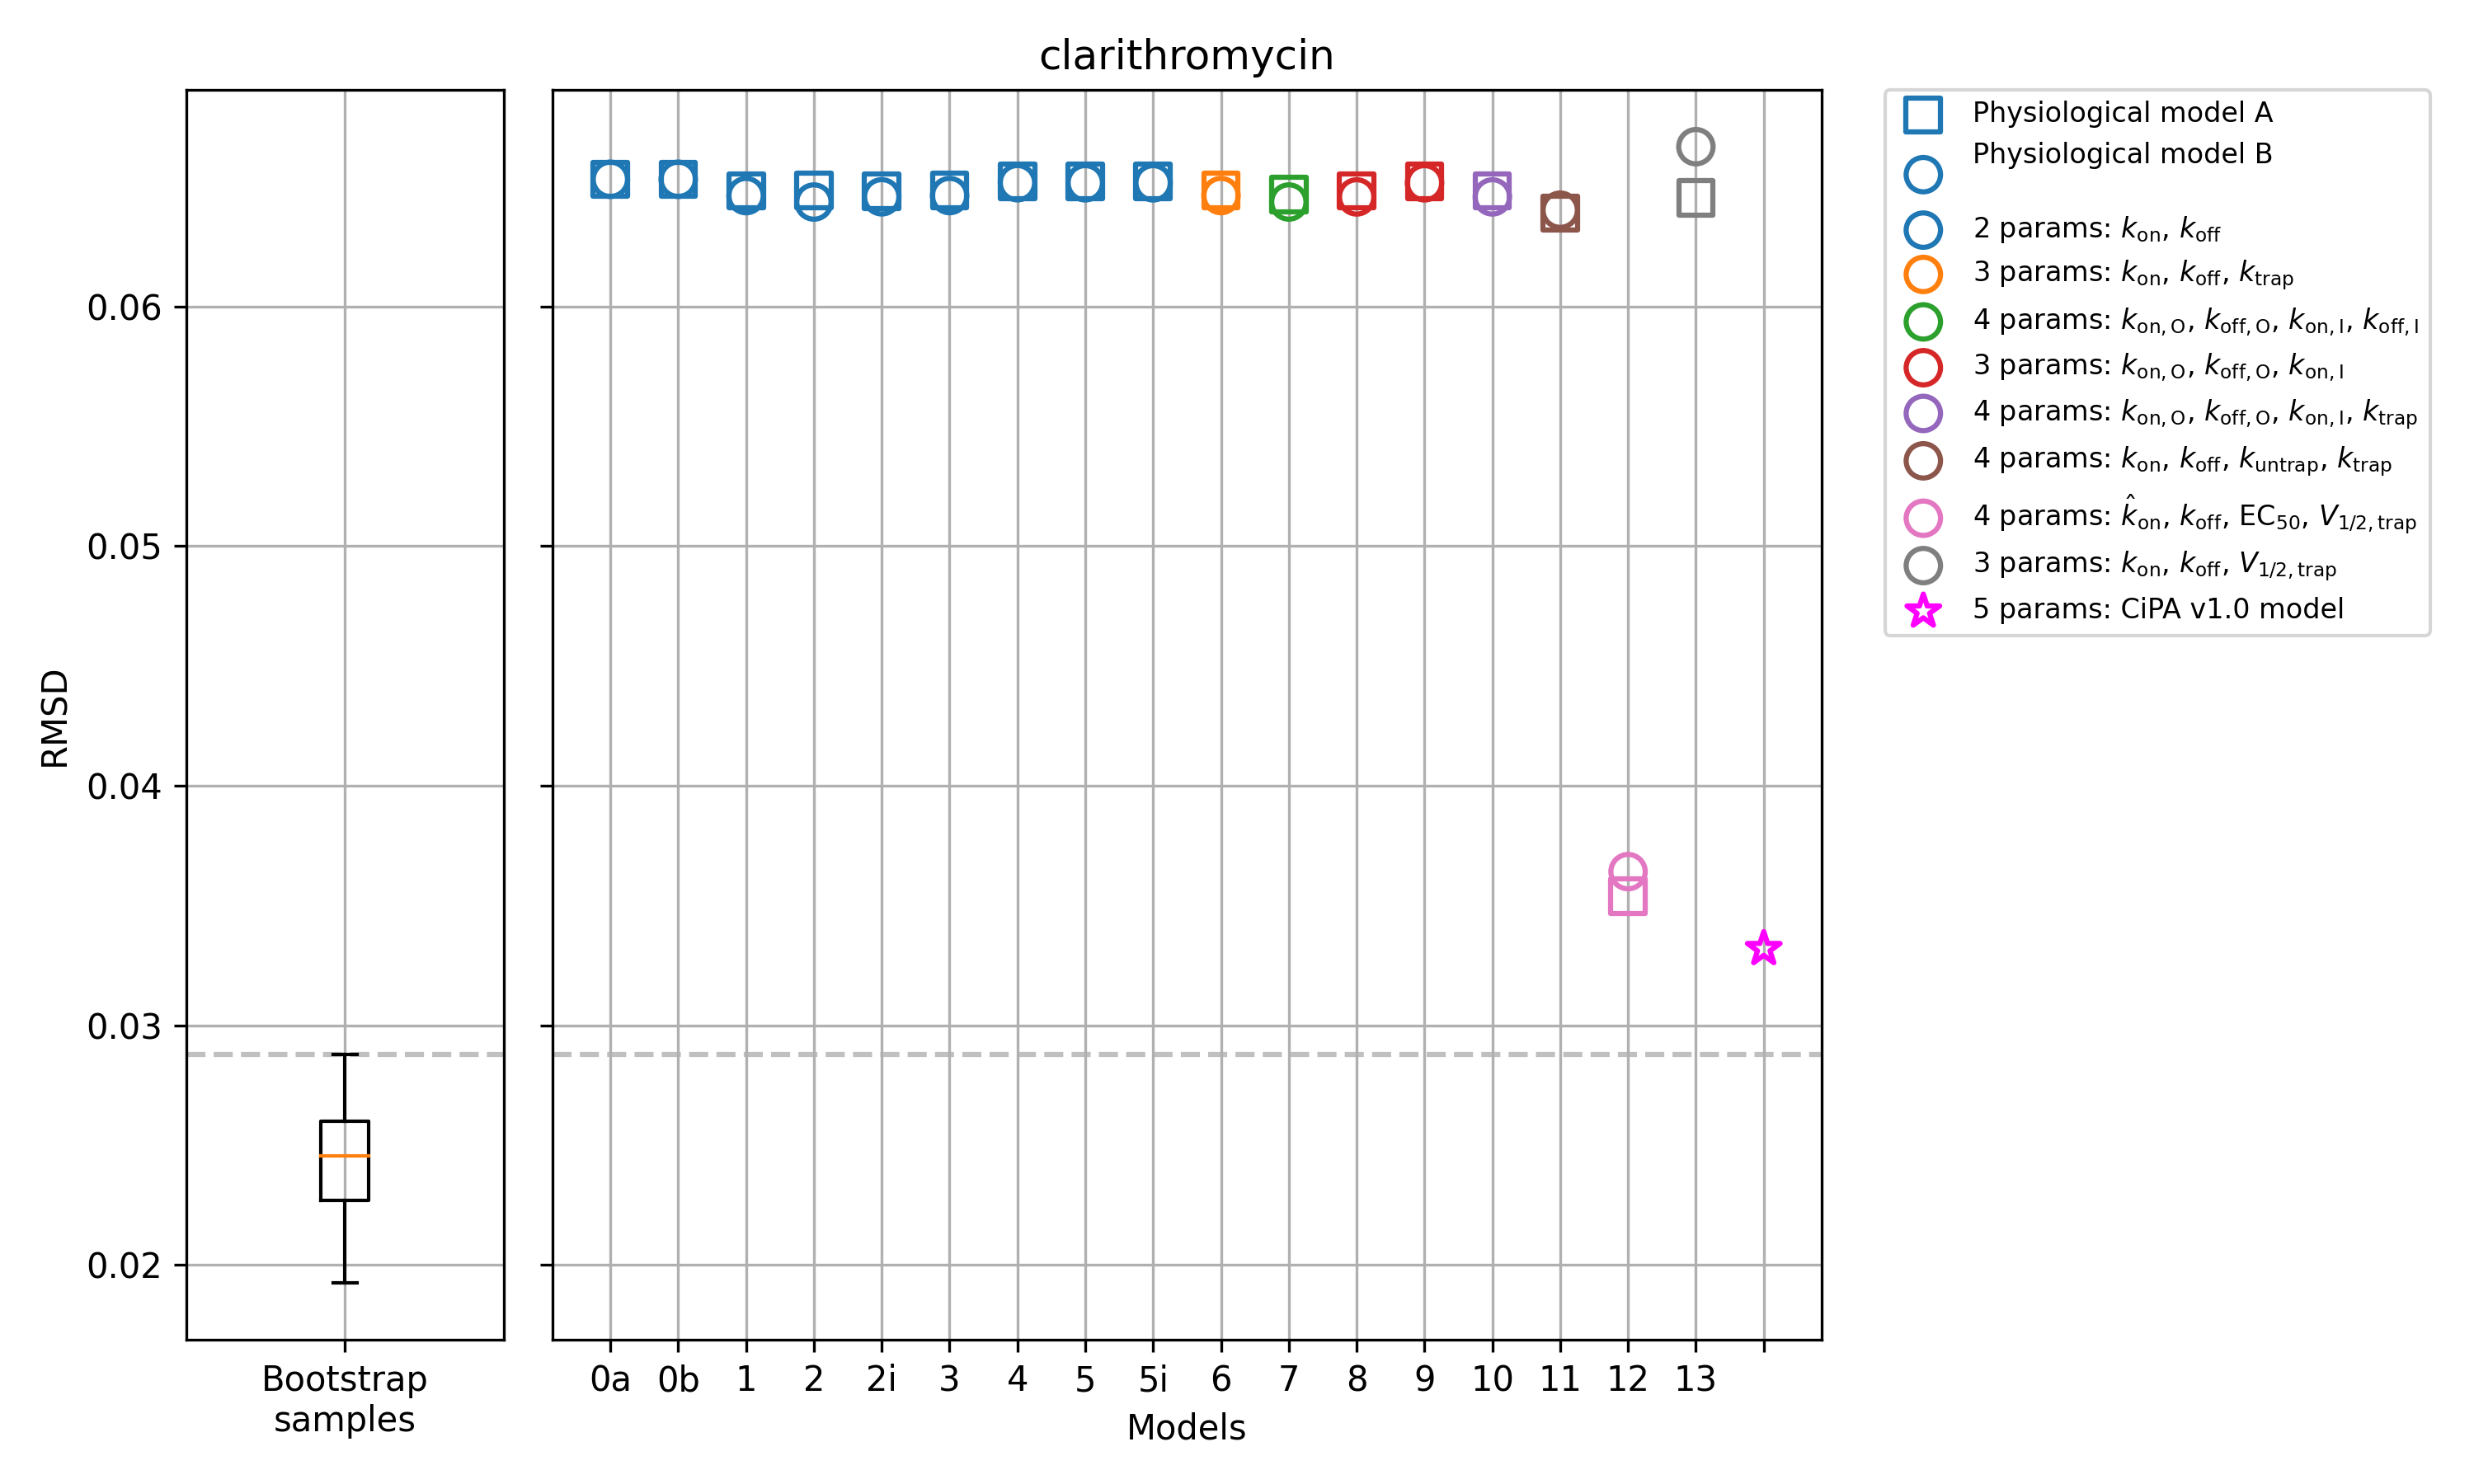 clarithromycin
RMSD
0.06
0.05
0.04
0.03
0.02
Bootstrap
samples
0a 0b 1 2 2i 3 4 5 5i 6 7 8 9 10 11 12 13
Models
Physiological model A
Physiological model B
2 params: k_on, k_off
3 params: k_on, k_off, k_trap
4 params: k_on,O, k_off,O, k_on,I, k_off,I
3 params: k_on,O, k_off,O, k_on,I
4 params: k_on,O, k_off,O, k_on,I, k_trap
4 params: k_on, k_off, k_untrap, k_trap
4 params: k̂_on, k_off, EC_50, V_1/2,trap
3 params: k_on, k_off, V_1/2,trap
5 params: CiPA v1.0 model